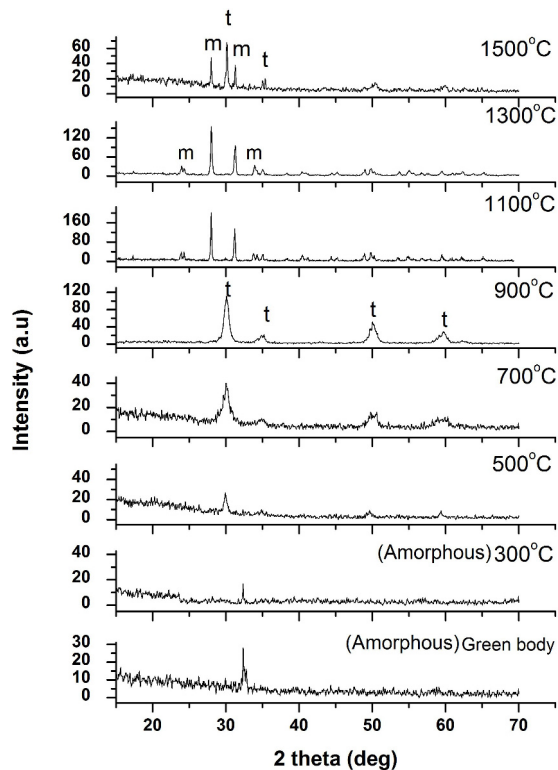 t
m m t 1500°C
60
40
20
0
m m 1300°C
120
60
0
1100°C
160
80
0
900°C
t t t t
120
80
40
0
700°C
40
20
0
500°C
40
20
0
(Amorphous) 300°C
40
20
0
(Amorphous) Green body
30
20
10
0
20 30 40 50 60 70
2 theta (deg)
Intensity (a.u)